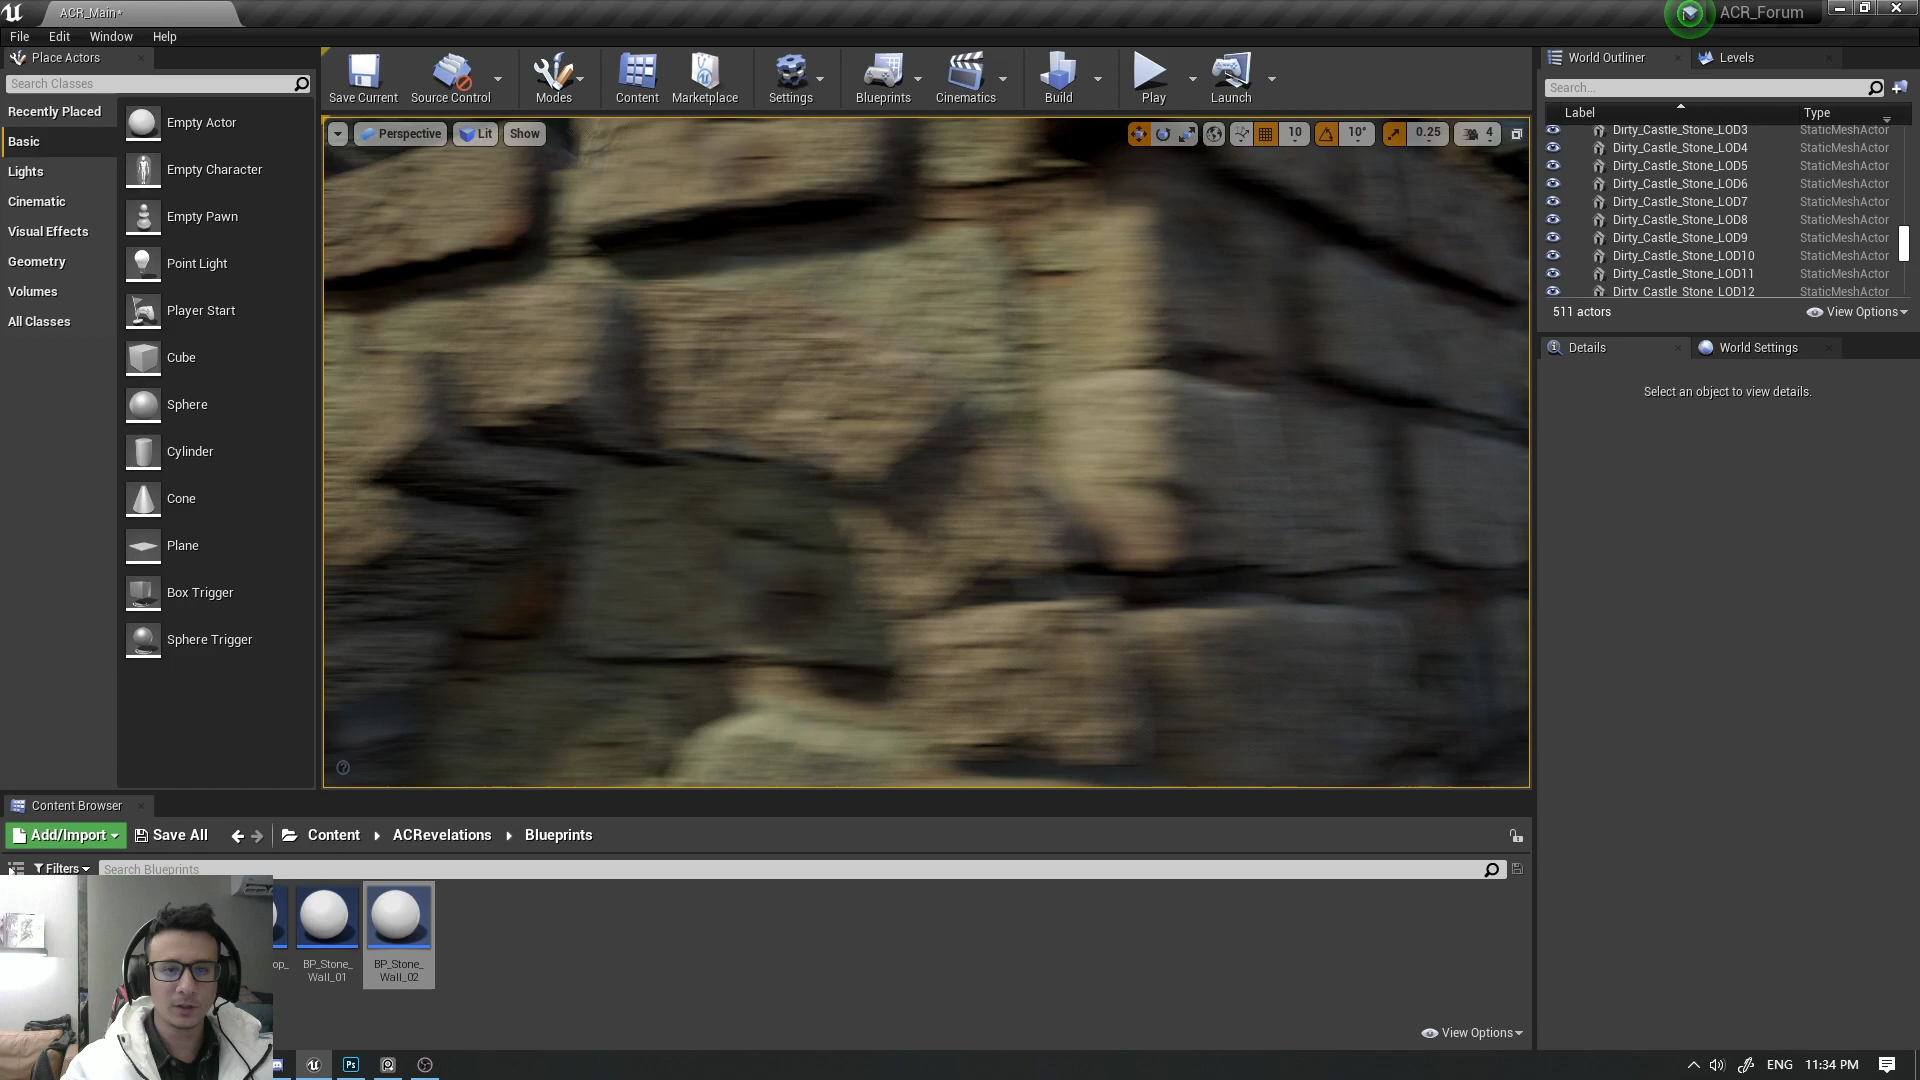 ACR_Main*
ACR_Forum
File Edit Window Help
Place Actors
Search Classes
Recently Placed
Basic
Lights
Cinematic
Visual Effects
Geometry
Volumes
All Classes
Empty Actor
Empty Character
Empty Pawn
Point Light
Player Start
Cube
Sphere
Cylinder
Cone
Plane
Box Trigger
Sphere Trigger
Save Current Source Control Modes Content Marketplace Settings Blueprints Cinematics Build Play Launch
Perspective Lit Show 10 10° 0.25 4
World Outliner Levels
Search...
Label Type
Dirty_Castle_Stone_LOD3 StaticMeshActor
Dirty_Castle_Stone_LOD4 StaticMeshActor
Dirty_Castle_Stone_LOD5 StaticMeshActor
Dirty_Castle_Stone_LOD6 StaticMeshActor
Dirty_Castle_Stone_LOD7 StaticMeshActor
Dirty_Castle_Stone_LOD8 StaticMeshActor
Dirty_Castle_Stone_LOD9 StaticMeshActor
Dirty_Castle_Stone_LOD10 StaticMeshActor
Dirty_Castle_Stone_LOD11 StaticMeshActor
Dirty_Castle_Stone_LOD12 StaticMeshActor
511 actors View Options
Details World Settings
Select an object to view details.
Content Browser
Add/Import Save All Content ACRevelations Blueprints
Filters Search Blueprints
op_
BP_Stone_
Wall_01
BP_Stone_
Wall_02
View Options
Ps
ENG 11:34 PM